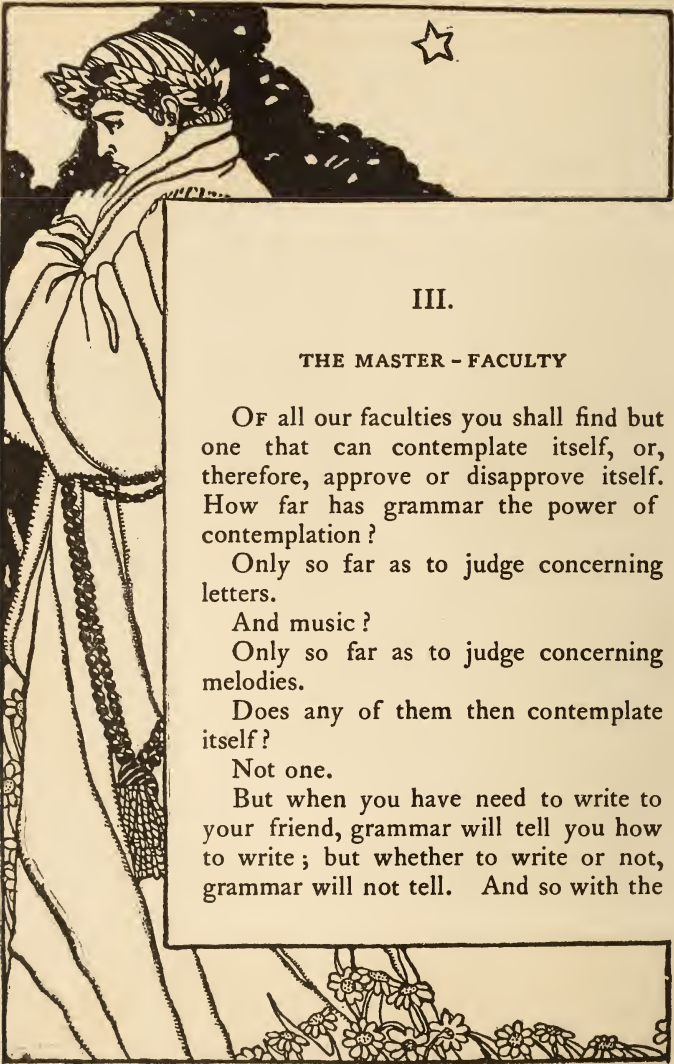 III.
THE MASTER - FACULTY
OF all our faculties you shall find but
one that can contemplate itself, or,
therefore, approve or disapprove itself.
How far has grammar the power of
contemplation ?
Only so far as to judge concerning
letters.
And music ?
Only so far as to judge concerning
melodies.
Does any of them then contemplate
itself ?
Not one.
But when you have need to write to
your friend, grammar will tell you how
to write ; but whether to write or not,
grammar will not tell. And so with the